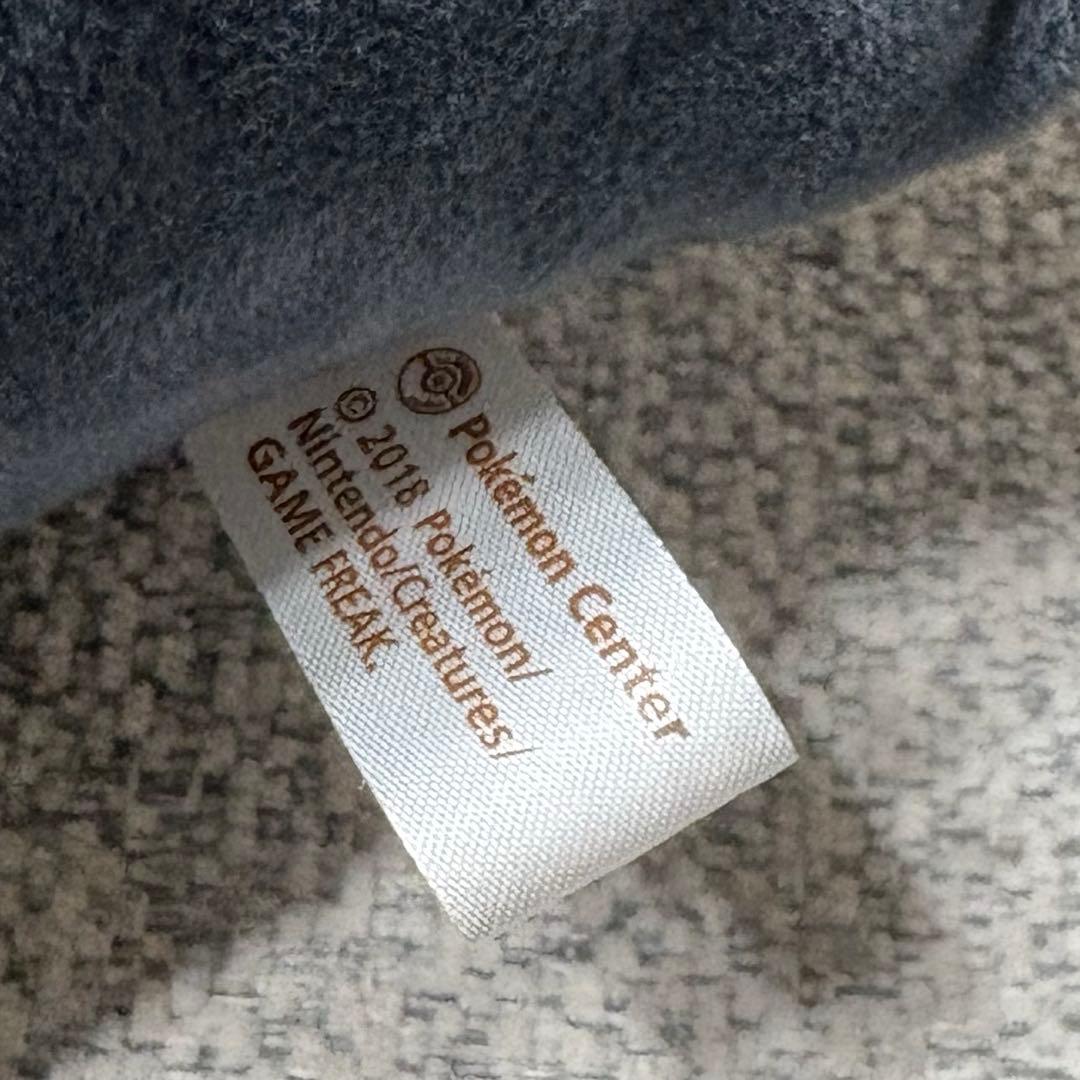 Pokémon Center
© 2018 Pokémon/
Nintendo/Creatures/
GAME FREAK.